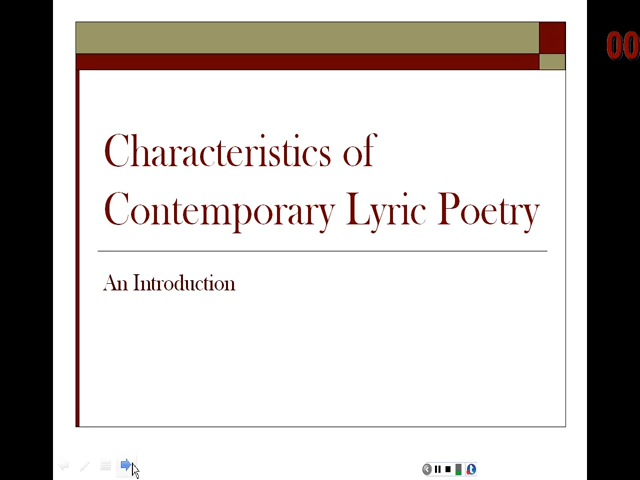 00
Characteristics of
Contemporary Lyric Poetry
An Introduction